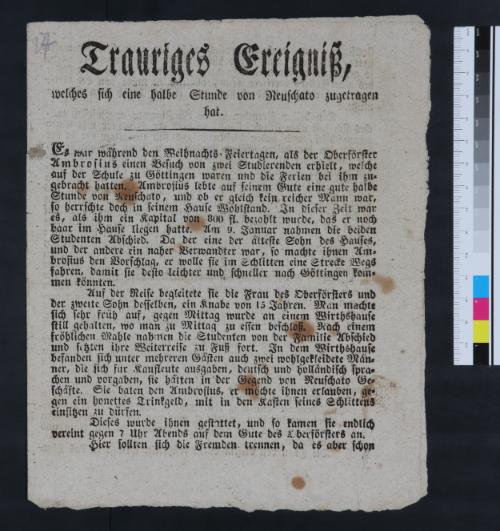 24
Trauriges Ereigniß,
welches sich eine halbe Stunde von Neuschato zugetragen
hat.
Es war während den Weihnachts-Feiertagen, als der Oberförster
Ambrosius einen Besuch von zwei Studierenden erhielt, welche
auf der Schule zu Göttingen waren und die Ferien bei ihm zu-
gebracht hatten. Ambrosius lebte auf seinem Gute eine gute halbe
Stunde von Neuschato, und ob er gleich kein reicher Mann war,
so herrschte doch in seinem Hause Wohlstand. In dieser Zeit war
es, als ihm ein Kapital von 800 fl. bezahlt wurde, das er noch
baar im Hause liegen hatte. Am 9. Januar nahmen die beiden
Studenten Abschied. Da der eine der älteste Sohn des Hauses,
und der andere ein naher Verwandter war, so machte ihnen Am-
brosius den Vorschlag, er wolle sie im Schlitten eine Strecke Wegs
fahren, damit sie desto leichter und schneller nach Göttingen kom-
men könnten.
Auf der Reise begleitete sie die Frau des Oberförsters und
der zweite Sohn desselben, ein Knabe von 15 Jahren. Man machte
sich sehr früh auf, gegen Mittag wurde an einem Wirthshause
still gehalten, wo man zu Mittag zu essen beschloß. Nach einem
fröhlichen Mahle nahmen die Studenten von der Familie Abschied
und setzten ihre Weiterreise zu Fuß fort. In dem Wirthshause
befanden sich unter mehreren Gästen auch zwei wohlgekleidete Män-
ner, die sich für Kaufleute ausgaben, deutsch und holländisch spra-
chen und vorgaben, sie hätten in der Gegend von Neuschato Ge-
schäfte. Sie baten den Ambrosius, er möchte ihnen erlauben, ge-
gen ein honettes Trinkgeld, mit in den Kasten seines Schlittens
einsitzen zu dürfen.
Dieses wurde ihnen gestattet, und so kamen sie endlich
vereint gegen 7 Uhr Abends auf dem Gute des Oberförsters an.
Hier sollten sich die Fremden trennen, da es aber schon